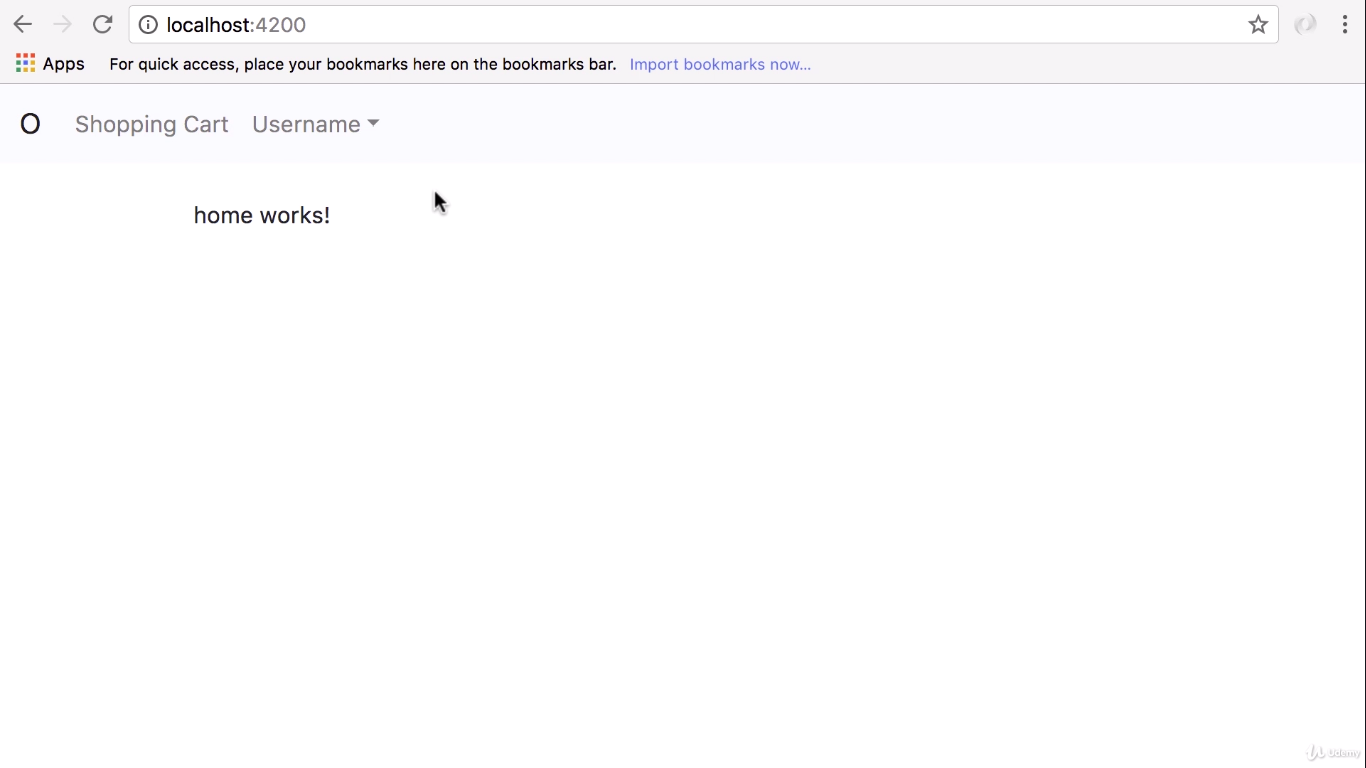 localhost:4200
Apps For quick access, place your bookmarks here on the bookmarks bar. Import bookmarks now...
O Shopping Cart Username
home works!
Udemy